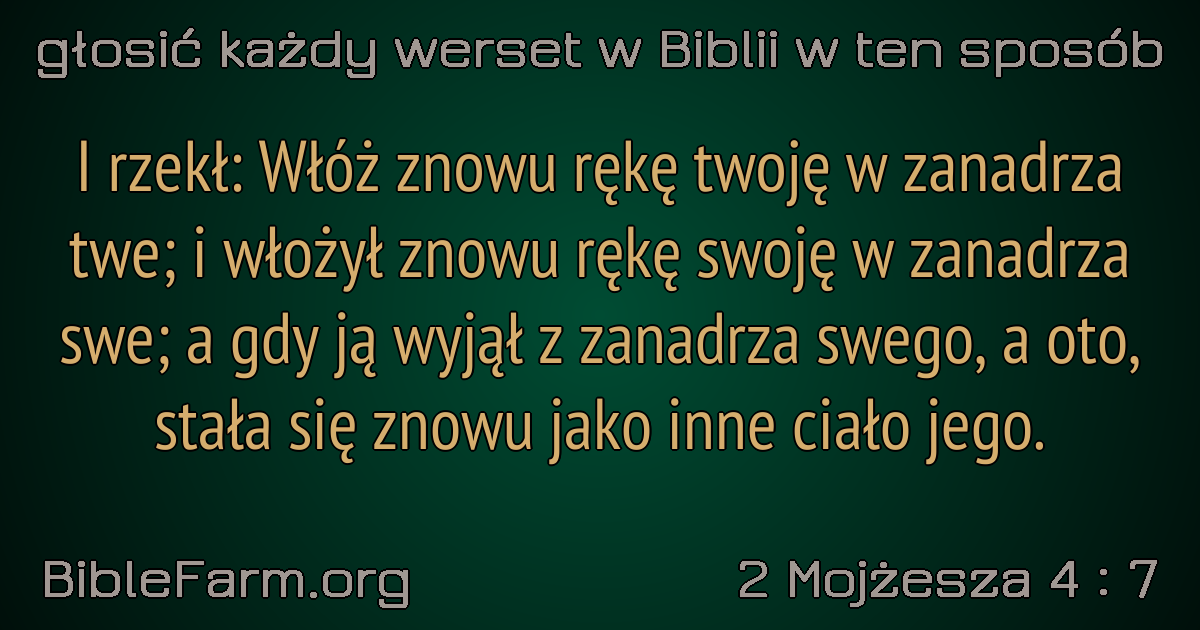 głosić każdy werset w Biblii w ten sposób
I rzekł: Włóż znowu rękę twoję w zanadrza
twe; i włożył znowu rękę swoję w zanadrza
swe; a gdy ją wyjął z zanadrza swego, a oto,
stała się znowu jako inne ciało jego.
BibleFarm.org
2 Mojżesza 4 : 7